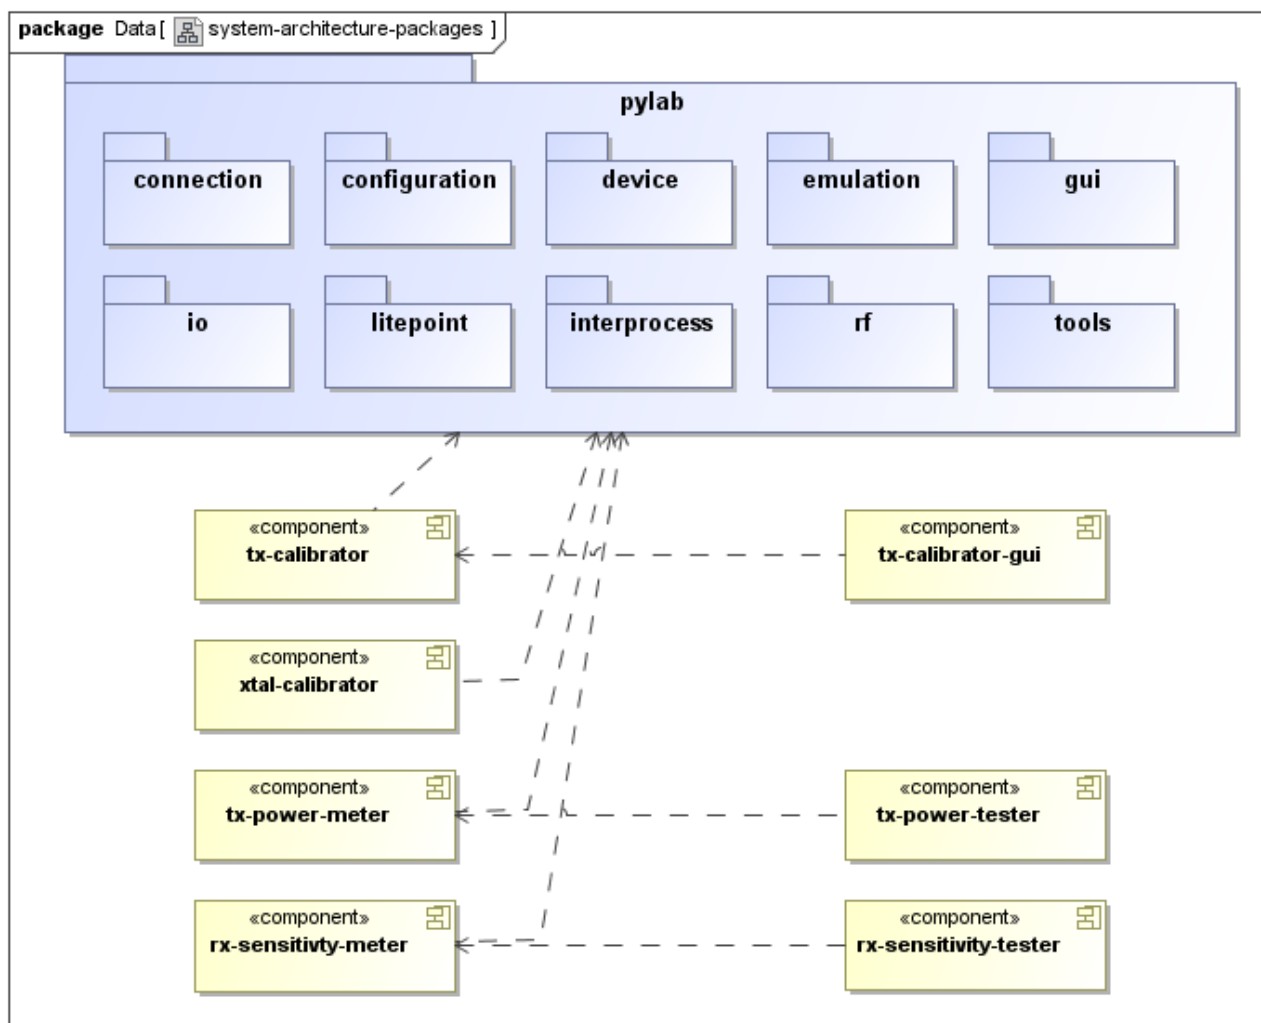 package Data[ system-architecture-packages ]
pylab
connection
configuration
device
emulation
gui
io
litepoint
interprocess
rf
tools
«component»
tx-calibrator
«component»
tx-calibrator-gui
«component»
xtal-calibrator
«component»
tx-power-meter
«component»
tx-power-tester
«component»
rx-sensitivty-meter
«component»
rx-sensitivity-tester